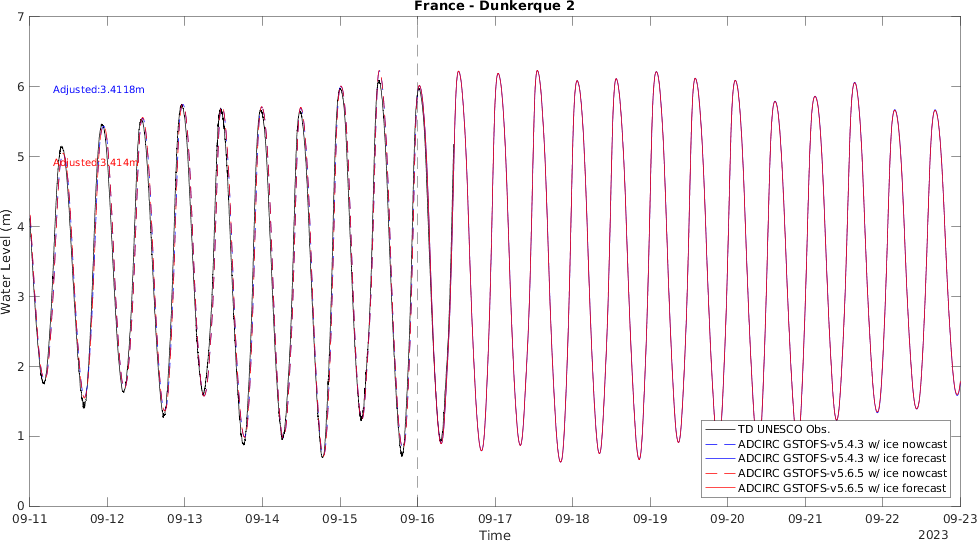 France - Dunkerque 2
7
6
5
4
3
2
1
0
Water Level (m)
Adjusted:3.4118m
Adjusted:3.414m
TD UNESCO Obs.
ADCIRC GSTOFS-v5.4.3 w/ ice nowcast
ADCIRC GSTOFS-v5.4.3 w/ ice forecast
ADCIRC GSTOFS-v5.6.5 w/ ice nowcast
ADCIRC GSTOFS-v5.6.5 w/ ice forecast
09-11 09-12 09-13 09-14 09-15 09-16 09-17 09-18 09-19 09-20 09-21 09-22 09-23
Time
2023